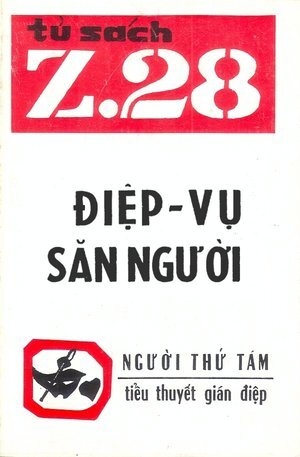 tủ sách
Z.28
ĐIỆP-VỤ
SĂN NGƯỜI
NGƯỜI THỨ TÁM
tiểu thuyết gián điệp